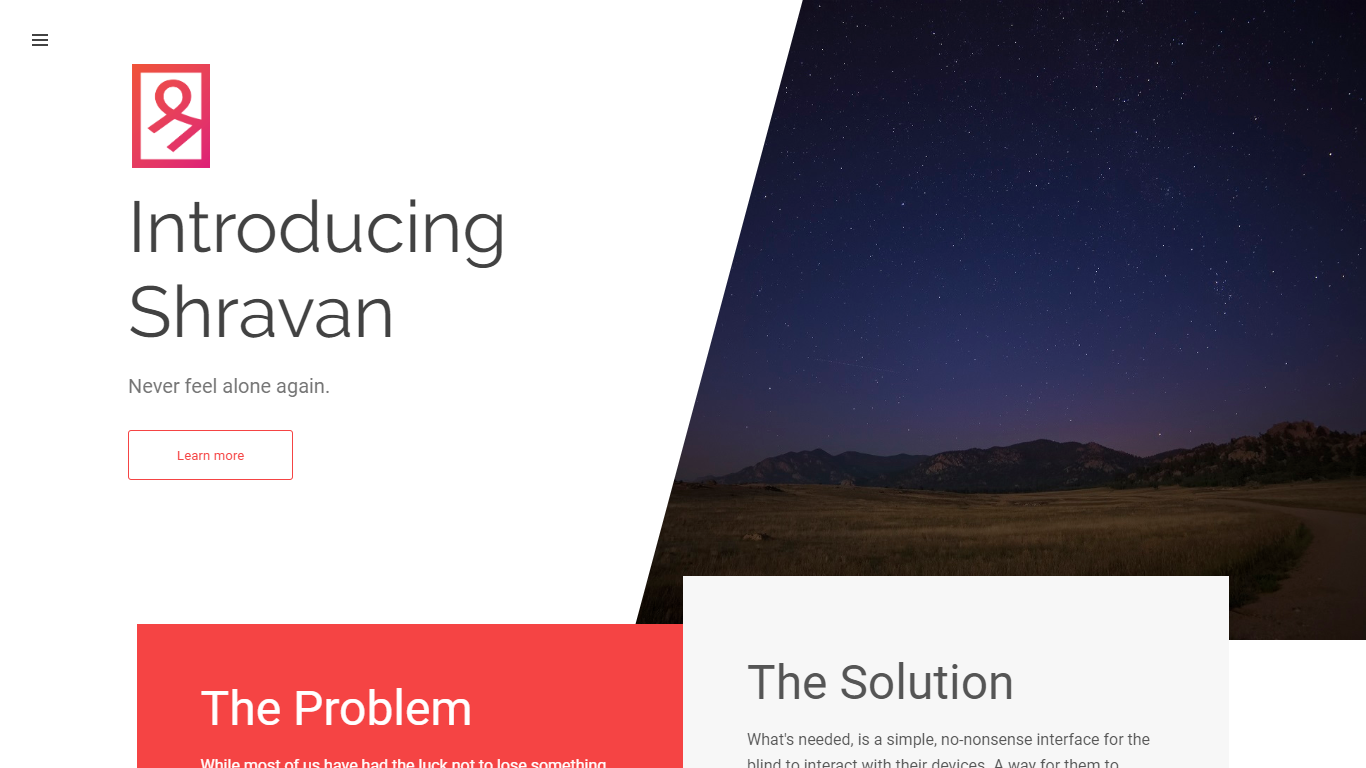 Introducing
Shravan
Never feel alone again.
Learn more
The Problem
While most of us have had the luck not to lose something
The Solution
What's needed, is a simple, no-nonsense interface for the
blind to interact with their devices. A way for them to